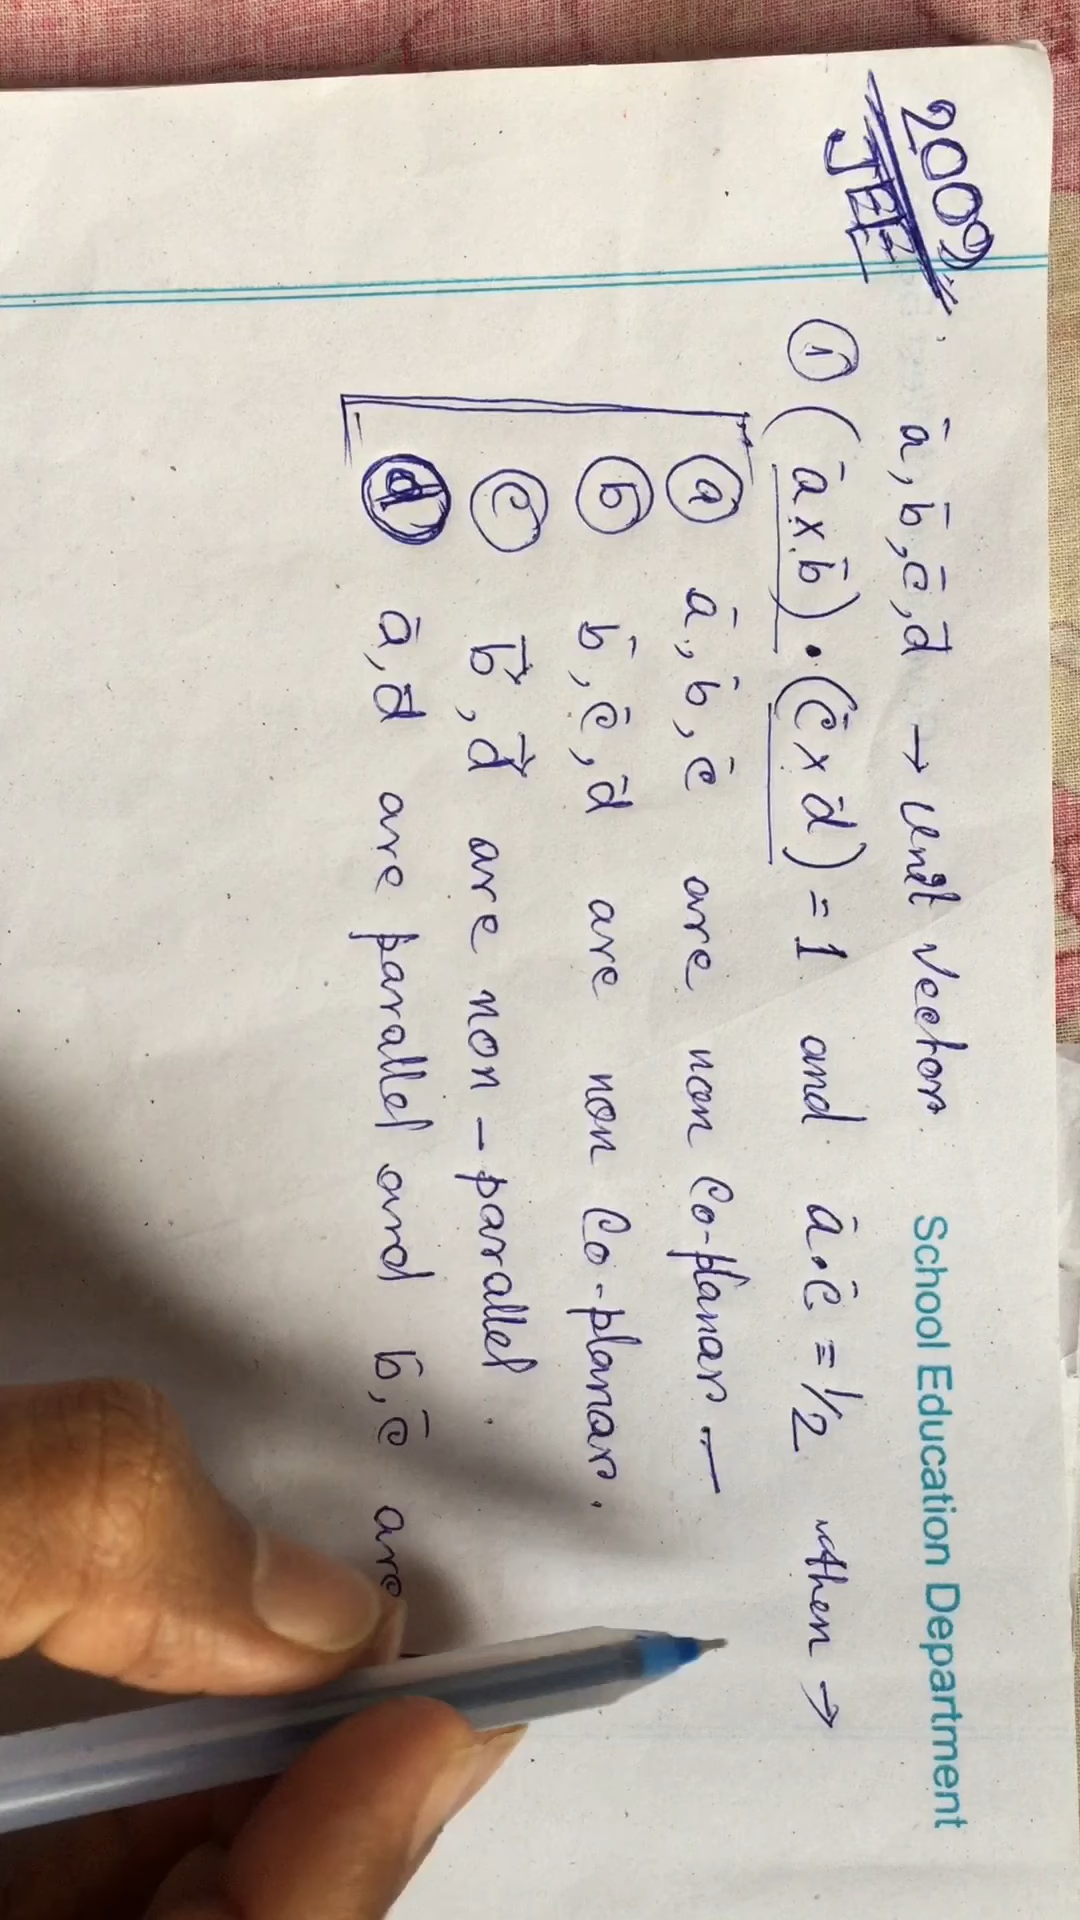 School Education Department
2009
JEE
ā, b̄, c̄, d̄ → unit vector.
① (ā × b̄) • (c̄ × d̄) = 1 and ā • c̄ = 1/2 then →
ⓐ ā, b̄, c̄ are non Co-planar –
ⓑ b̄, c̄, d̄ are non Co-planar.
ⓒ b⃗, d⃗ are non-parallel
ⓓ ā, d̄ are parallel and b̄, c̄ are